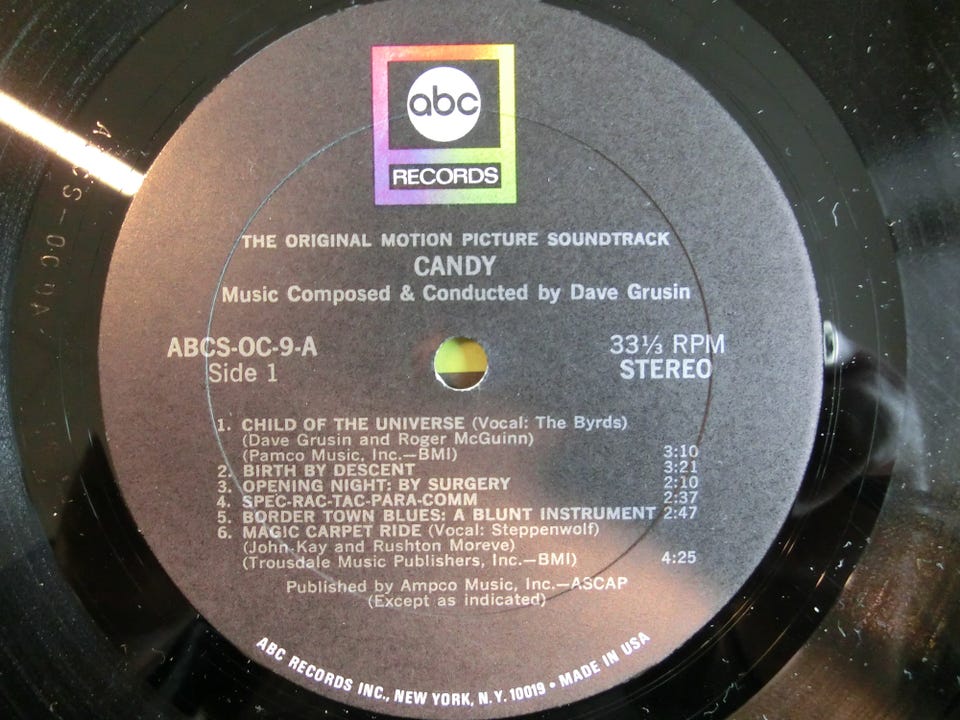 abc
RECORDS
THE ORIGINAL MOTION PICTURE SOUNDTRACK
CANDY
Music Composed & Conducted by Dave Grusin
ABCS-OC-9-A 33⅓ RPM
Side 1 STEREO
1. CHILD OF THE UNIVERSE (Vocal: The Byrds)
(Dave Grusin and Roger McGuinn)
(Pamco Music, Inc.—BMI) 3:10
2. BIRTH BY DESCENT 3:21
3. OPENING NIGHT: BY SURGERY 2:10
4. SPEC-RAC-TAC-PARA-COMM 2:37
5. BORDER TOWN BLUES: A BLUNT INSTRUMENT 2:47
6. MAGIC CARPET RIDE (Vocal: Steppenwolf)
(John Kay and Rushton Moreve)
(Trousdale Music Publishers, Inc.—BMI) 4:25
Published by Ampco Music, Inc.—ASCAP
(Except as indicated)
ABC RECORDS INC., NEW YORK, N.Y. 10019 • MADE IN USA